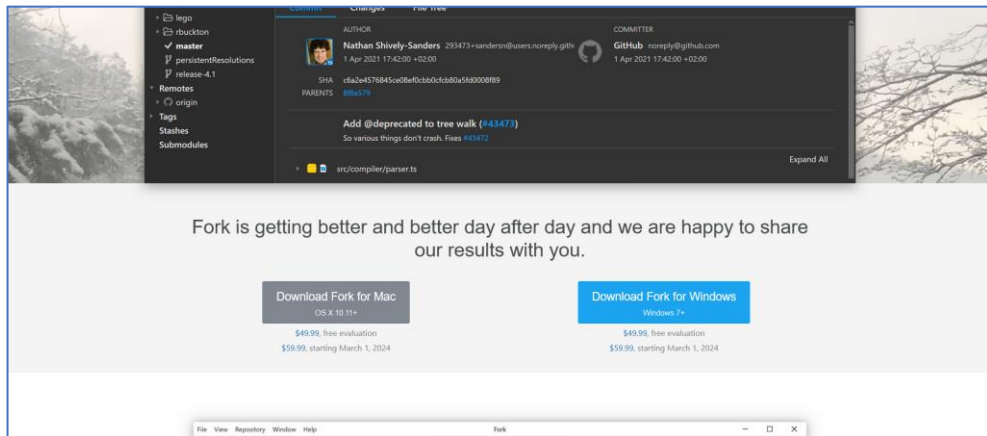 Commit Changes File Tree
lego
rbuckton
master
persistentResolutions
release-4.1
Remotes
origin
Tags
Stashes
Submodules
AUTHOR
Nathan Shively-Sanders 293473+sandersn@users.noreply.gith
1 Apr 2021 17:42:00 +02:00
COMMITTER
GitHub noreply@github.com
1 Apr 2021 17:42:00 +02:00
SHA c6a2e4576845ce08ef0cbb0cfcb80a5fd0008f89
PARENTS 8f8a579
Add @deprecated to tree walk (#43473)
So various things don't crash. Fixes #43472
Expand All
src/compiler/parser.ts
Fork is getting better and better day after day and we are happy to share
our results with you.
Download Fork for Mac
OS X 10.11+
$49.99, free evaluation
$59.99, starting March 1, 2024
Download Fork for Windows
Windows 7+
$49.99, free evaluation
$59.99, starting March 1, 2024
File View Repository Window Help Fork